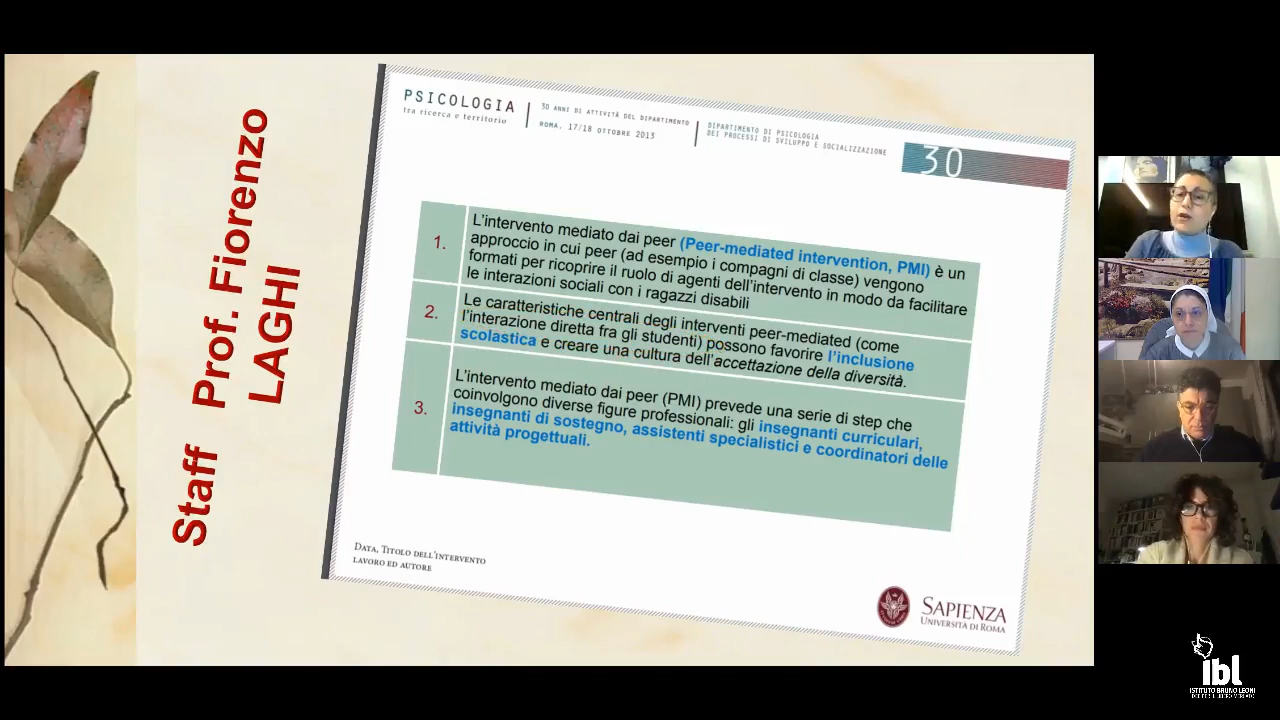 Staff Prof. Fiorenzo
LAGHI
PSICOLOGIA
tra ricerca e territorio
30 ANNI DI ATTIVITÀ DEL DIPARTIMENTO
ROMA, 17/18 OTTOBRE 2013
DIPARTIMENTO DI PSICOLOGIA
DEI PROCESSI DI SVILUPPO E SOCIALIZZAZIONE
30
1.
L'intervento mediato dai peer (Peer-mediated intervention, PMI) è un
approccio in cui peer (ad esempio i compagni di classe) vengono
formati per ricoprire il ruolo di agenti dell'intervento in modo da facilitare
le interazioni sociali con i ragazzi disabili
2.
Le caratteristiche centrali degli interventi peer-mediated (come
l'interazione diretta fra gli studenti) possono favorire l'inclusione
scolastica e creare una cultura dell'accettazione della diversità.
3.
L'intervento mediato dai peer (PMI) prevede una serie di step che
coinvolgono diverse figure professionali: gli insegnanti curriculari,
insegnanti di sostegno, assistenti specialistici e coordinatori delle
attività progettuali.
DATA, TITOLO DELL'INTERVENTO
LAVORO ED AUTORE
SAPIENZA
UNIVERSITÀ DI ROMA
ibl
ISTITUTO BRUNO LEONI